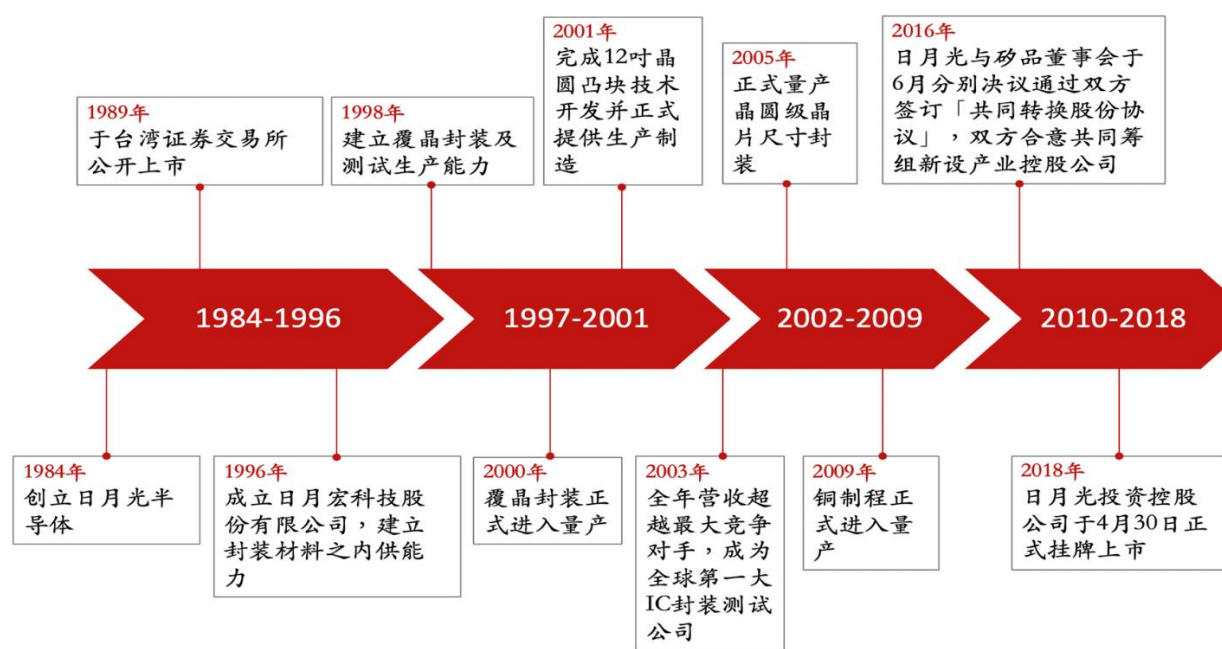 1989年
于台湾证券交易所
公开上市
1998年
建立覆晶封装及
测试生产能力
2001年
完成12吋晶
圆凸块技术
开发并正式
提供生产制
造
2005年
正式量产
晶圆级晶
片尺寸封
装
2016年
日月光与矽品董事会于
6月分别决议通过双方
签订「共同转换股份协
议」，双方合意共同筹
组新设产业控股公司
1984-1996
1997-2001
2002-2009
2010-2018
1984年
创立日月光半
导体
1996年
成立日月宏科技股
份有限公司，建立
封装材料之内供能
力
2000年
覆晶封装正
式进入量产
2003年
全年营收超
越最大竞争
对手，成为
全球第一大
IC封装测试
公司
2009年
铜制程正
式进入量
产
2018年
日月光投资控股
公司于4月30日正
式挂牌上市